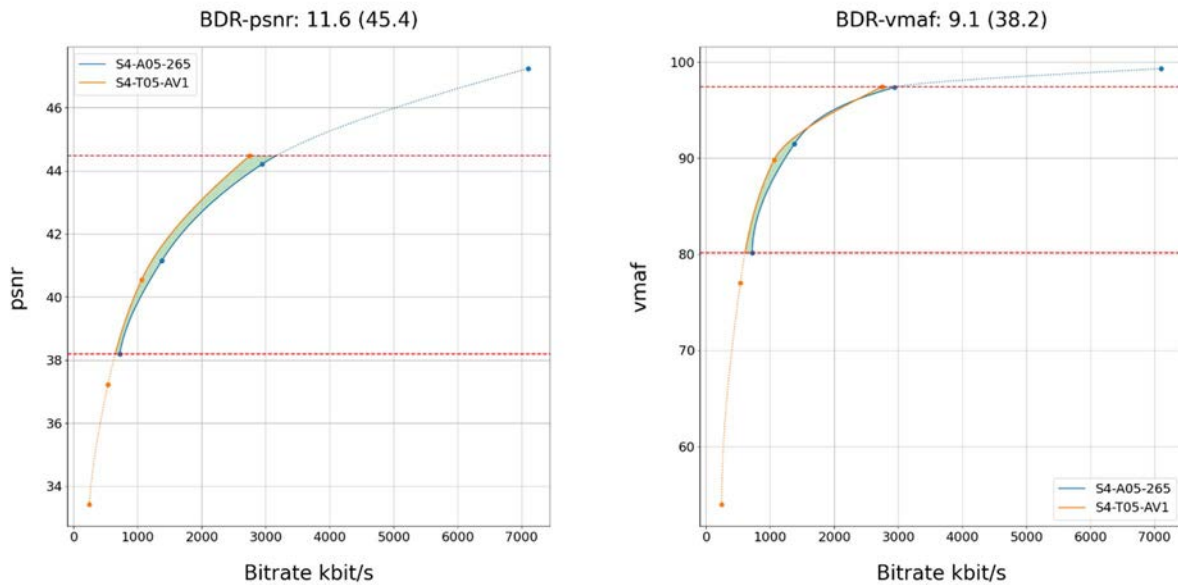 BDR-psnr: 11.6 (45.4)
S4-A05-265
S4-T05-AV1
psnr
46
44
42
40
38
36
34
0 1000 2000 3000 4000 5000 6000 7000
Bitrate kbit/s
BDR-vmaf: 9.1 (38.2)
vmaf
100
90
80
70
60
S4-A05-265
S4-T05-AV1
0 1000 2000 3000 4000 5000 6000 7000
Bitrate kbit/s